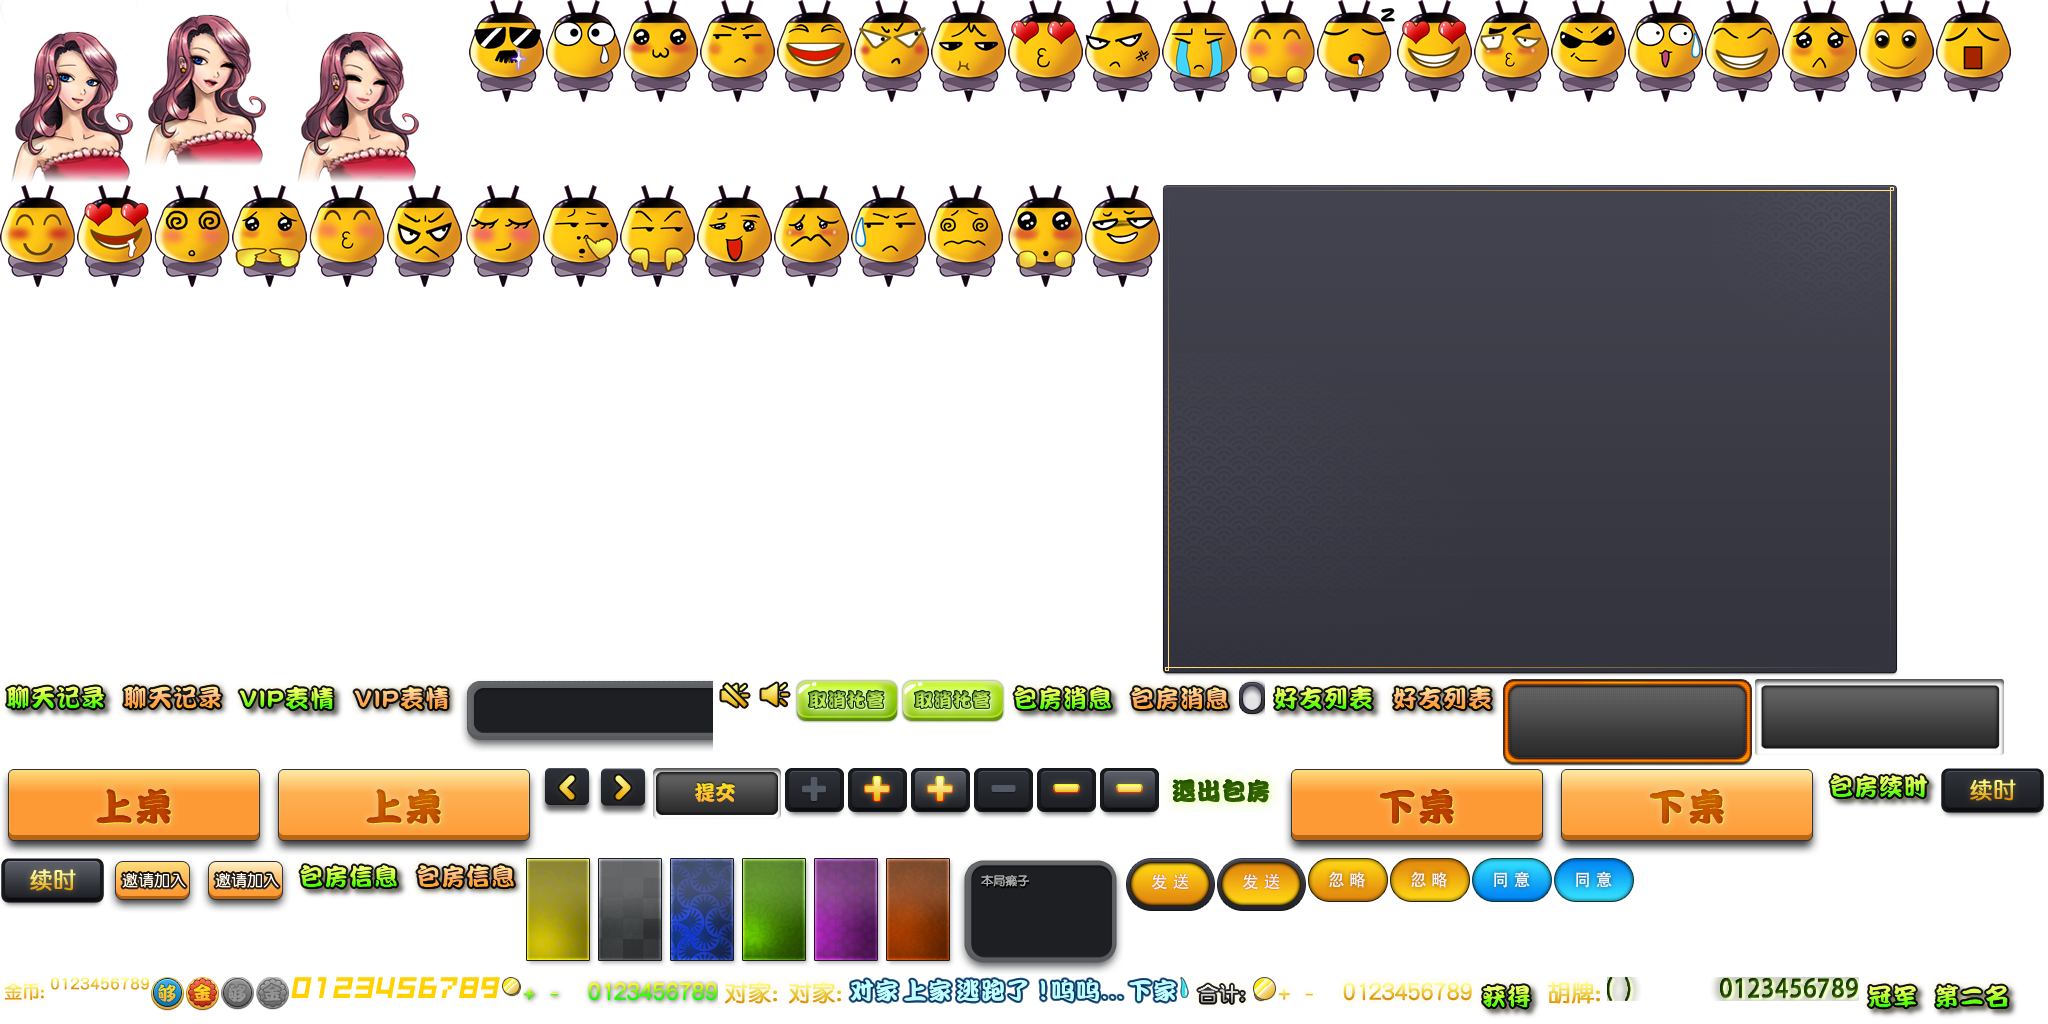 z
聊天记录 聊天记录 VIP表情 VIP表情 取消托管 取消托管 包房消息 包房消息 好友列表 好友列表
上桌 上桌 提交 退出包房 下桌 下桌 包房续时 续时
续时 邀请加入 邀请加入 包房信息 包房信息 本局癞子 发送 发送 忽略 忽略 同意 同意
金币: 0123456789 够 金 够 金 0123456789 + - 0123456789 对家: 对家: 对家 上家 逃跑了 !呜呜... 下家 合计: + - 0123456789 获得 胡牌: ( ) 0123456789 冠军 第二名